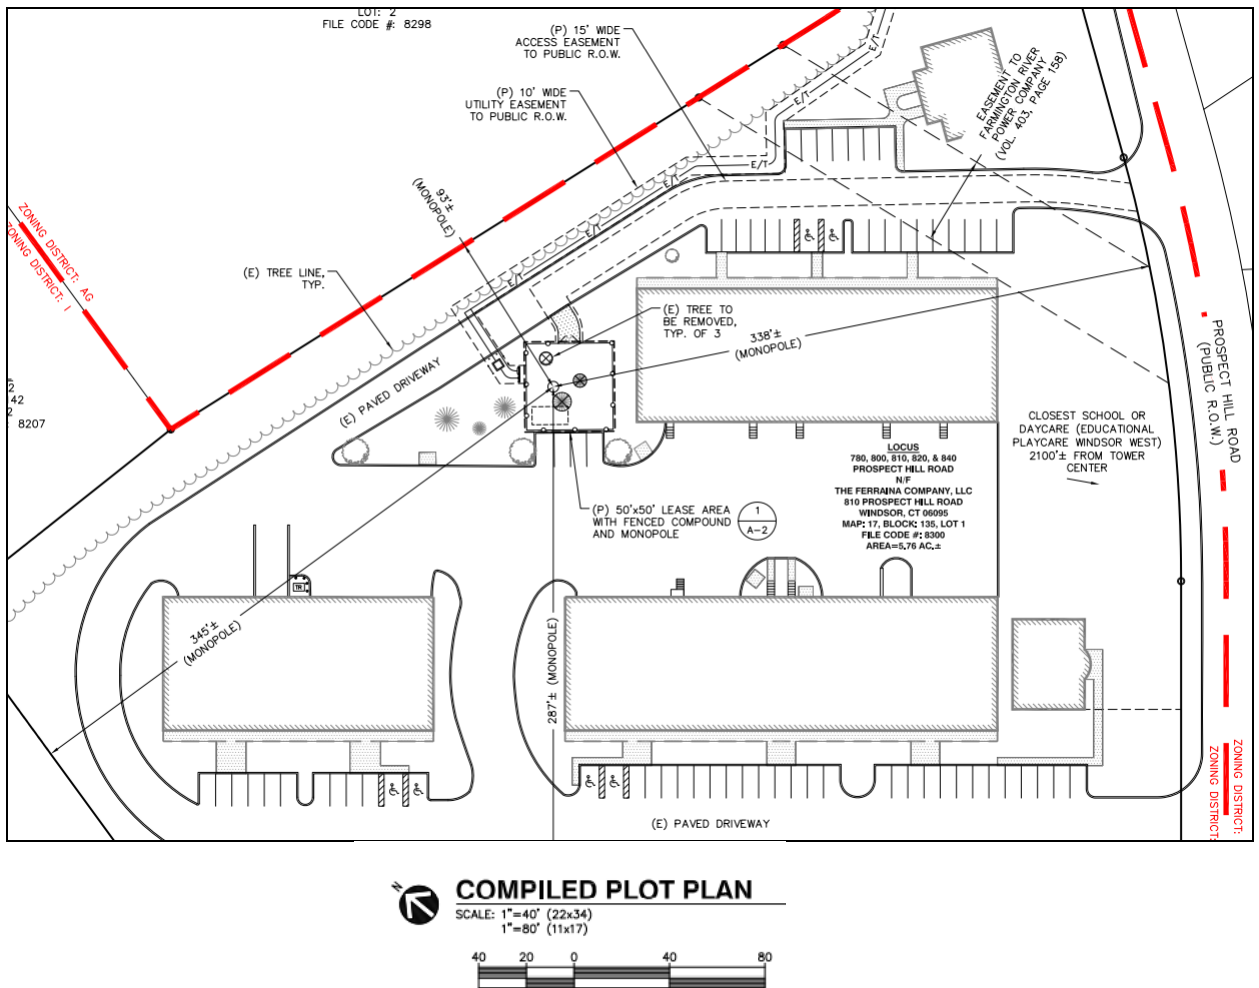 LOT: 2
FILE CODE #: 8298
(P) 15' WIDE
ACCESS EASEMENT
TO PUBLIC R.O.W.
(P) 10' WIDE
UTILITY EASEMENT
TO PUBLIC R.O.W.
E/T
E/T
E/T
E/T
E/T
E/T
EASEMENT TO
FARMINGTON RIVER
POWER COMPANY
(VOL. 403, PAGE 158)
93'±
(MONOPOLE)
ZONING DISTRICT: AG
ZONING DISTRICT: I
(E) TREE LINE,
TYP.
(E) TREE TO
BE REMOVED,
TYP. OF 3
338'±
(MONOPOLE)
(E) PAVED DRIVEWAY
PROSPECT HILL ROAD
(PUBLIC R.O.W.)
2
42
2
8207
CLOSEST SCHOOL OR
DAYCARE (EDUCATIONAL
PLAYCARE WINDSOR WEST)
2100'± FROM TOWER
CENTER
LOCUS
780, 800, 810, 820, & 840
PROSPECT HILL ROAD
N/F
THE FERRAINA COMPANY, LLC
810 PROSPECT HILL ROAD
WINDSOR, CT 06095
MAP: 17, BLOCK: 135, LOT 1
FILE CODE #: 8300
AREA=5.76 AC.±
(P) 50'x50' LEASE AREA
WITH FENCED COMPOUND
AND MONOPOLE
1
A-2
TR
345'±
(MONOPOLE)
287'± (MONOPOLE)
ZONING DISTRICT:
ZONING DISTRICT:
(E) PAVED DRIVEWAY
N
COMPILED PLOT PLAN
SCALE: 1"=40' (22x34)
1"=80' (11x17)
40 20 0 40 80